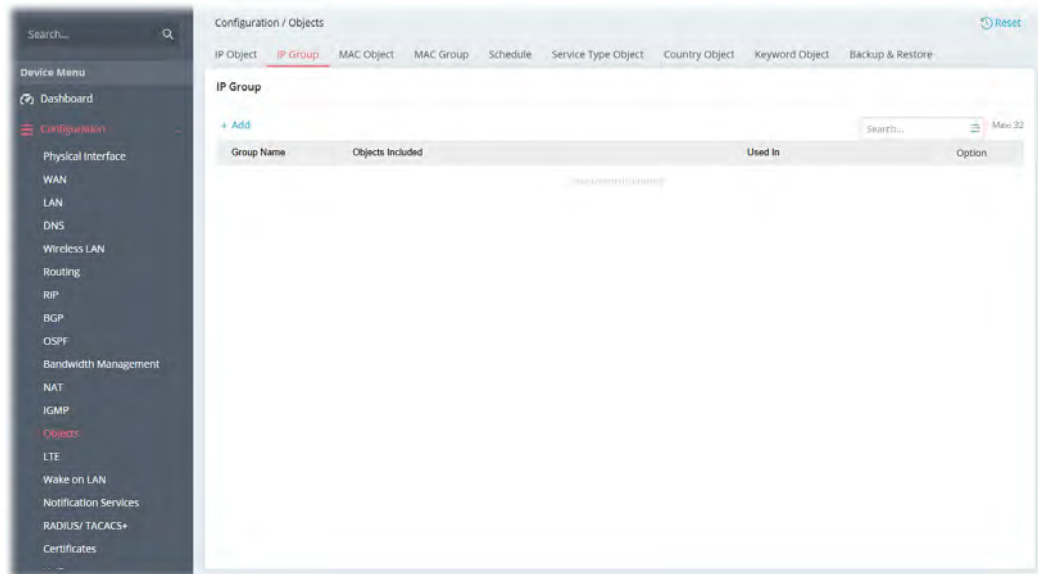 Search...
Device Menu
Dashboard
Configuration
Physical Interface
WAN
LAN
DNS
Wireless LAN
Routing
RIP
BGP
OSPF
Bandwidth Management
NAT
IGMP
Objects
LTE
Wake on LAN
Notification Services
RADIUS/ TACACS+
Certificates
Configuration / Objects
Reset
IP Object IP Group MAC Object MAC Group Schedule Service Type Object Country Object Keyword Object Backup & Restore
IP Group
+ Add
Search...
Max: 32
Group Name Objects Included Used In Option